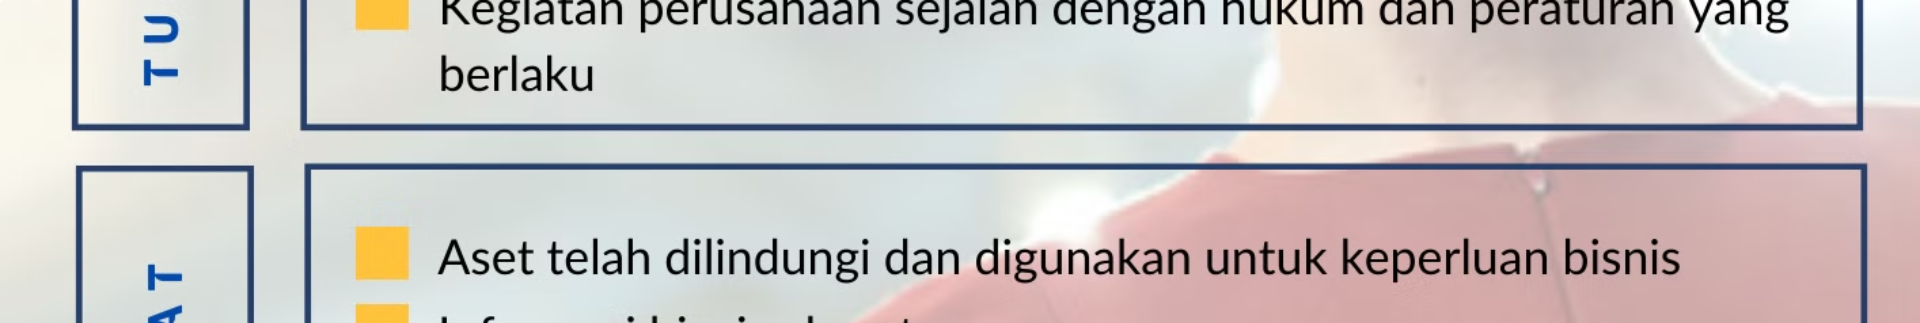 TU
Kegiatan perusahaan sejalan dengan hukum dan peraturan yang
berlaku
AT
Aset telah dilindungi dan digunakan untuk keperluan bisnis